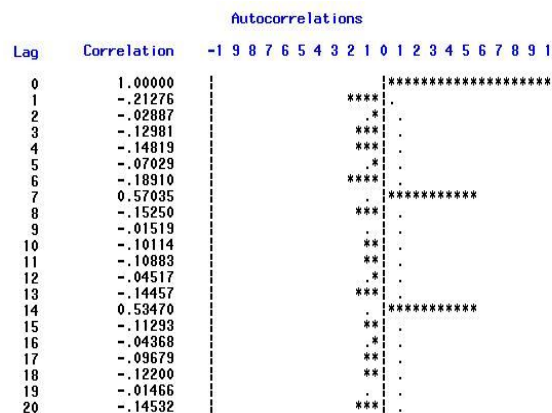 Autocorrelations
Lag Correlation -1 9 8 7 6 5 4 3 2 1 0 1 2 3 4 5 6 7 8 9 1
0 1.00000 | |********************
1 -.21276 | ****| .
2 -.02887 | .*| .
3 -.12981 | ***| .
4 -.14819 | ***| .
5 -.07029 | .*| .
6 -.18910 | ****| .
7 0.57035 | . |***********
8 -.15250 | ***| .
9 -.01519 | . | .
10 -.10114 | **| .
11 -.10883 | **| .
12 -.04517 | .*| .
13 -.14457 | ***| .
14 0.53470 | . |***********
15 -.11293 | **| .
16 -.04368 | .*| .
17 -.09679 | **| .
18 -.12200 | **| .
19 -.01466 | . | .
20 -.14532 | ***| .